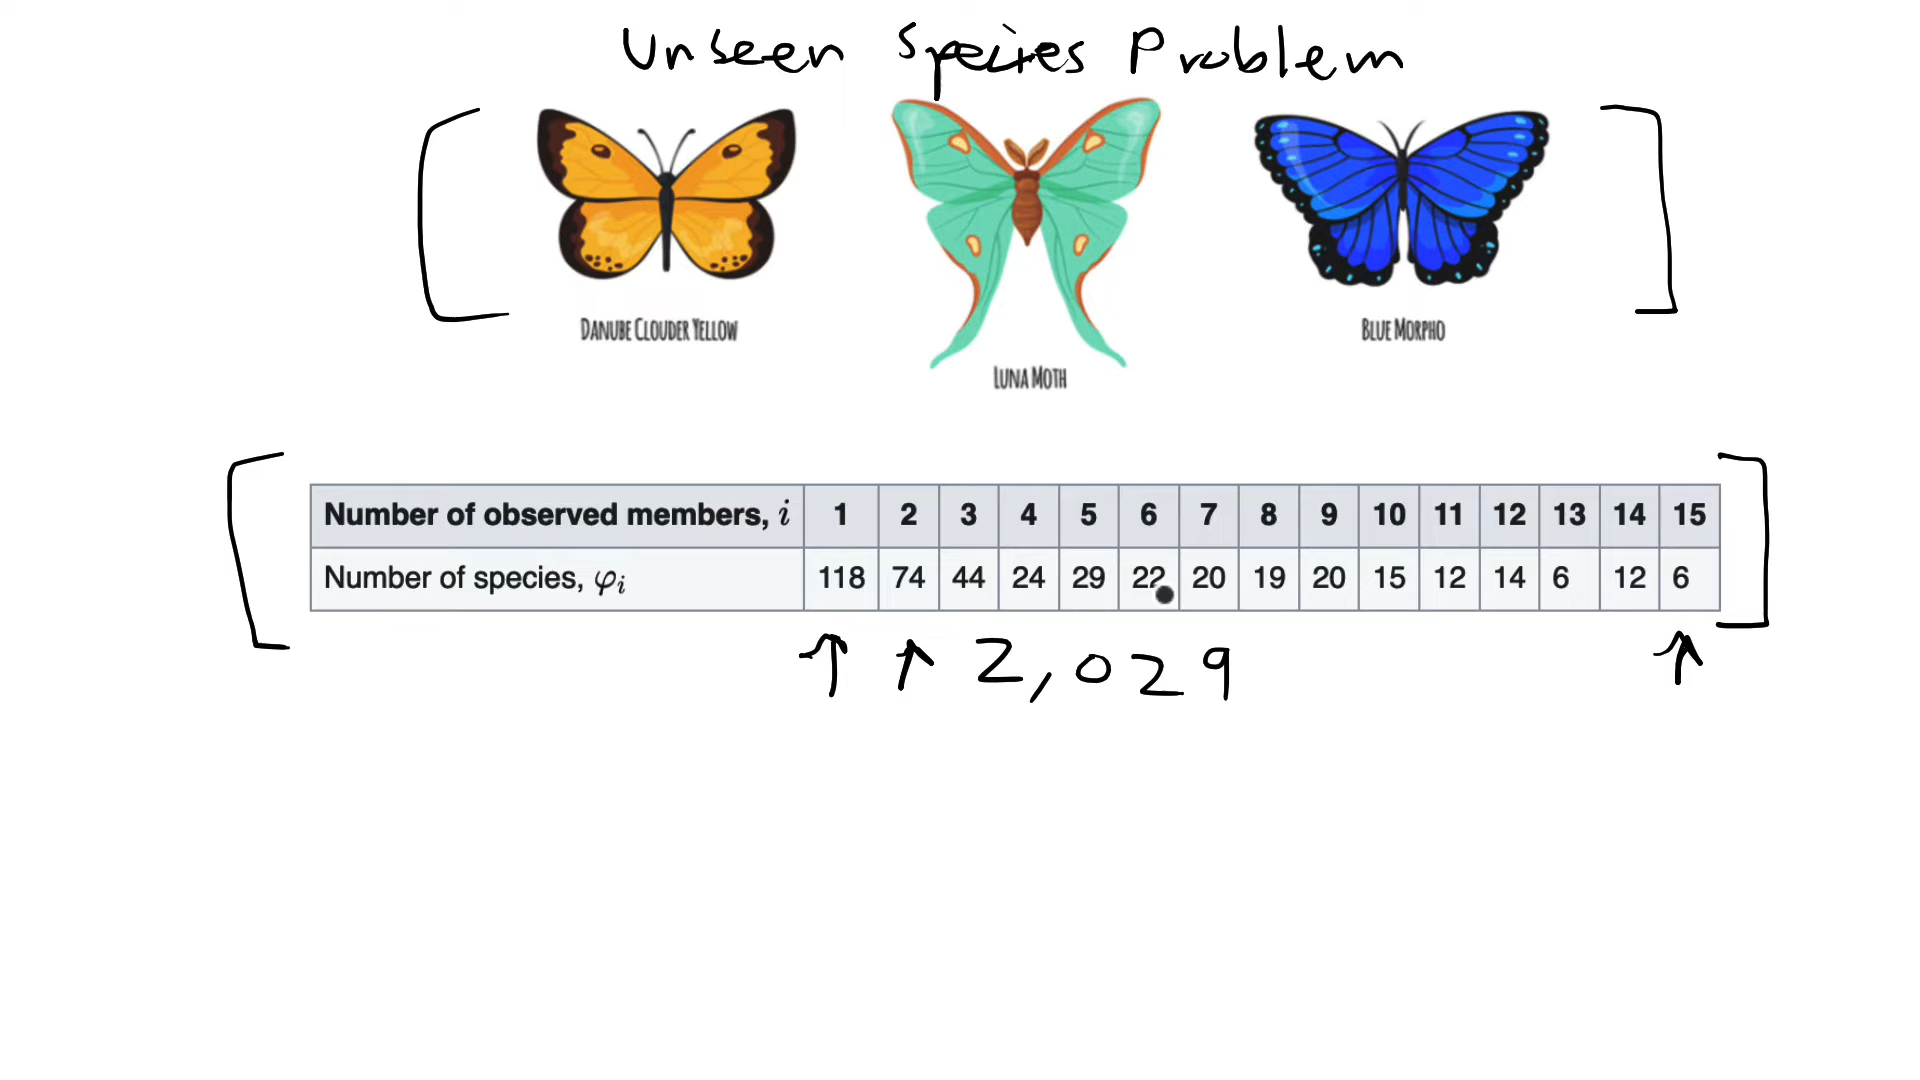 Unseen Species Problem
DANUBE CLOUDER YELLOW
BLUE MORPHO
LUNA MOTH
Number of observed members, i 1 2 3 4 5 6 7 8 9 10 11 12 13 14 15
Number of species, φi 118 74 44 24 29 22 20 19 20 15 12 14 6 12 6
↑ ↑ 2,029 ↑